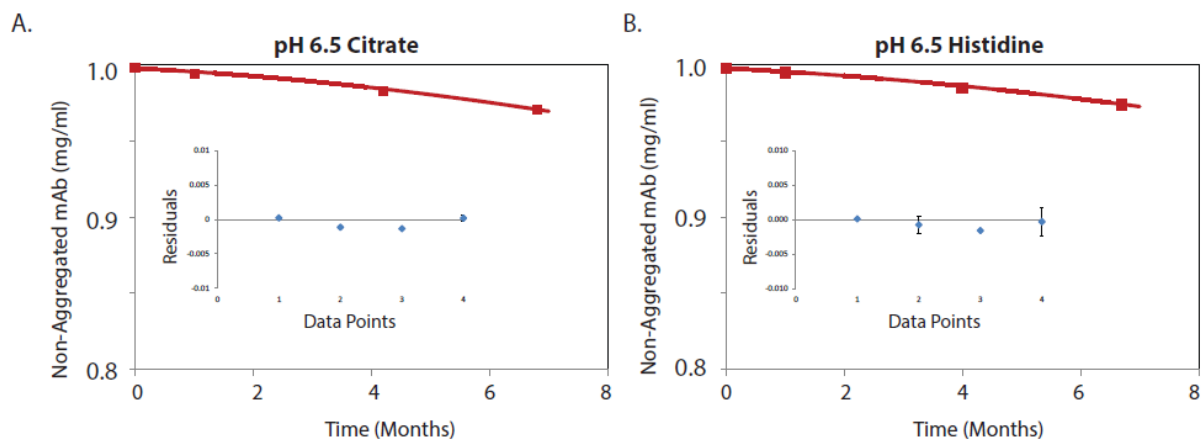 A.
pH 6.5 Citrate
Non-Aggregated mAb (mg/ml)
1.0
0.9
0.8
0.01
0.005
0
-0.005
-0.01
Residuals
0 1 2 3 4
Data Points
0 2 4 6 8
Time (Months)
B.
pH 6.5 Histidine
Non-Aggregated mAb (mg/ml)
1.0
0.9
0.8
0.010
0.005
0.000
-0.005
-0.010
Residuals
0 1 2 3 4
Data Points
0 2 4 6 8
Time (Months)